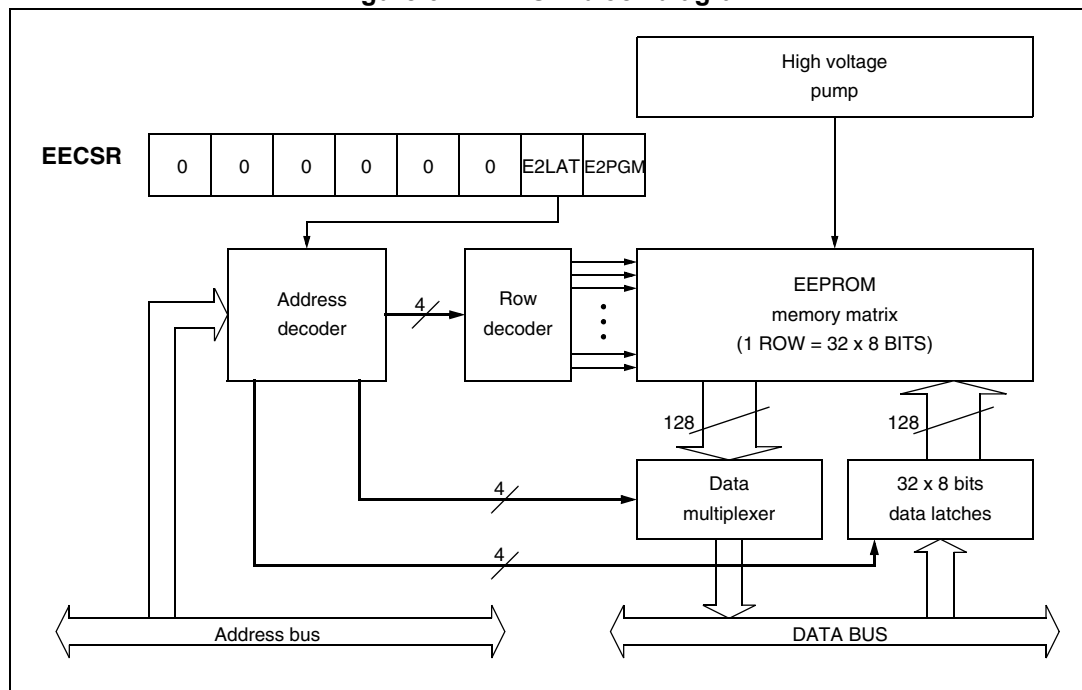 High voltage
pump
EECSR
0 0 0 0 0 0 E2LAT E2PGM
Address
decoder
4
Row
decoder
EEPROM
memory matrix
(1 ROW = 32 x 8 BITS)
128
128
4
Data
multiplexer
32 x 8 bits
data latches
4
Address bus
DATA BUS